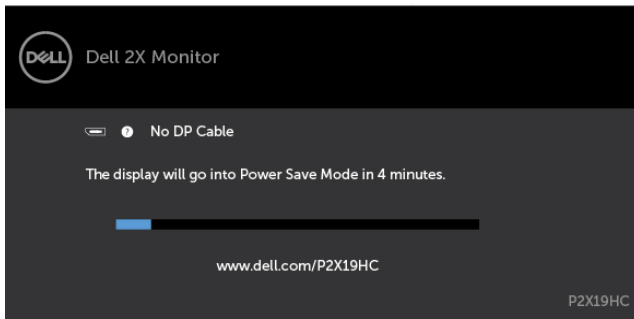 DELL
Dell 2X Monitor
? No DP Cable
The display will go into Power Save Mode in 4 minutes.
www.dell.com/P2X19HC
P2X19HC